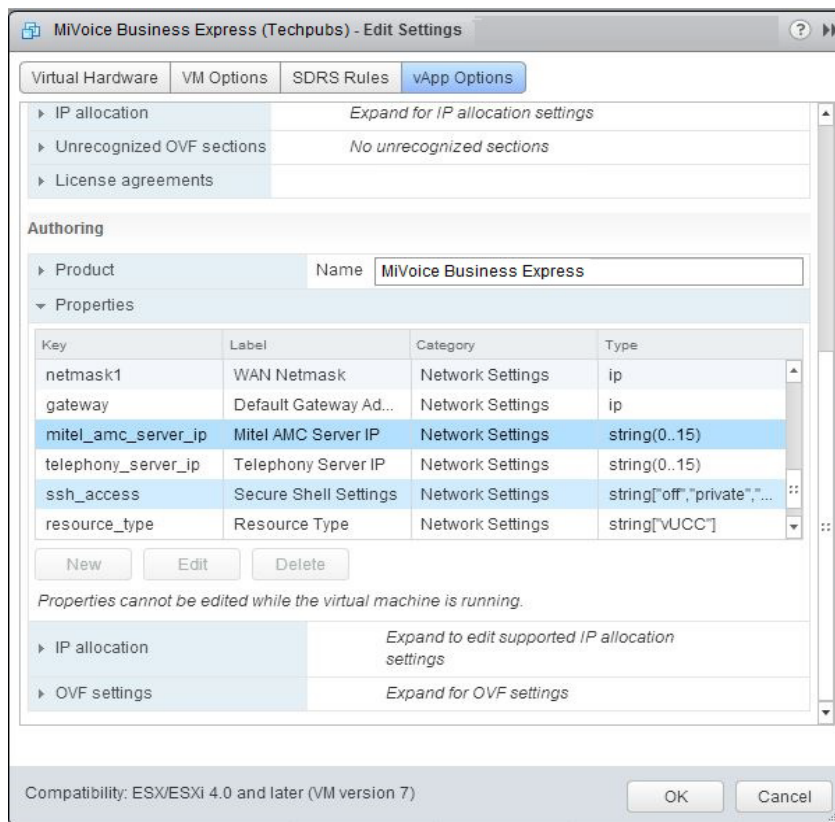 MiVoice Business Express (Techpubs) - Edit Settings ?
Virtual Hardware VM Options SDRS Rules vApp Options
IP allocation Expand for IP allocation settings
Unrecognized OVF sections No unrecognized sections
License agreements
Authoring
Product Name MiVoice Business Express
Properties
Key Label Category Type
netmask1 WAN Netmask Network Settings ip
gateway Default Gateway Ad... Network Settings ip
mitel_amc_server_ip Mitel AMC Server IP Network Settings string(0..15)
telephony_server_ip Telephony Server IP Network Settings string(0..15)
ssh_access Secure Shell Settings Network Settings string["off","private","...
resource_type Resource Type Network Settings string["vUCC"]
New Edit Delete
Properties cannot be edited while the virtual machine is running.
IP allocation Expand to edit supported IP allocation
settings
OVF settings Expand for OVF settings
Compatibility: ESX/ESXi 4.0 and later (VM version 7) OK Cancel